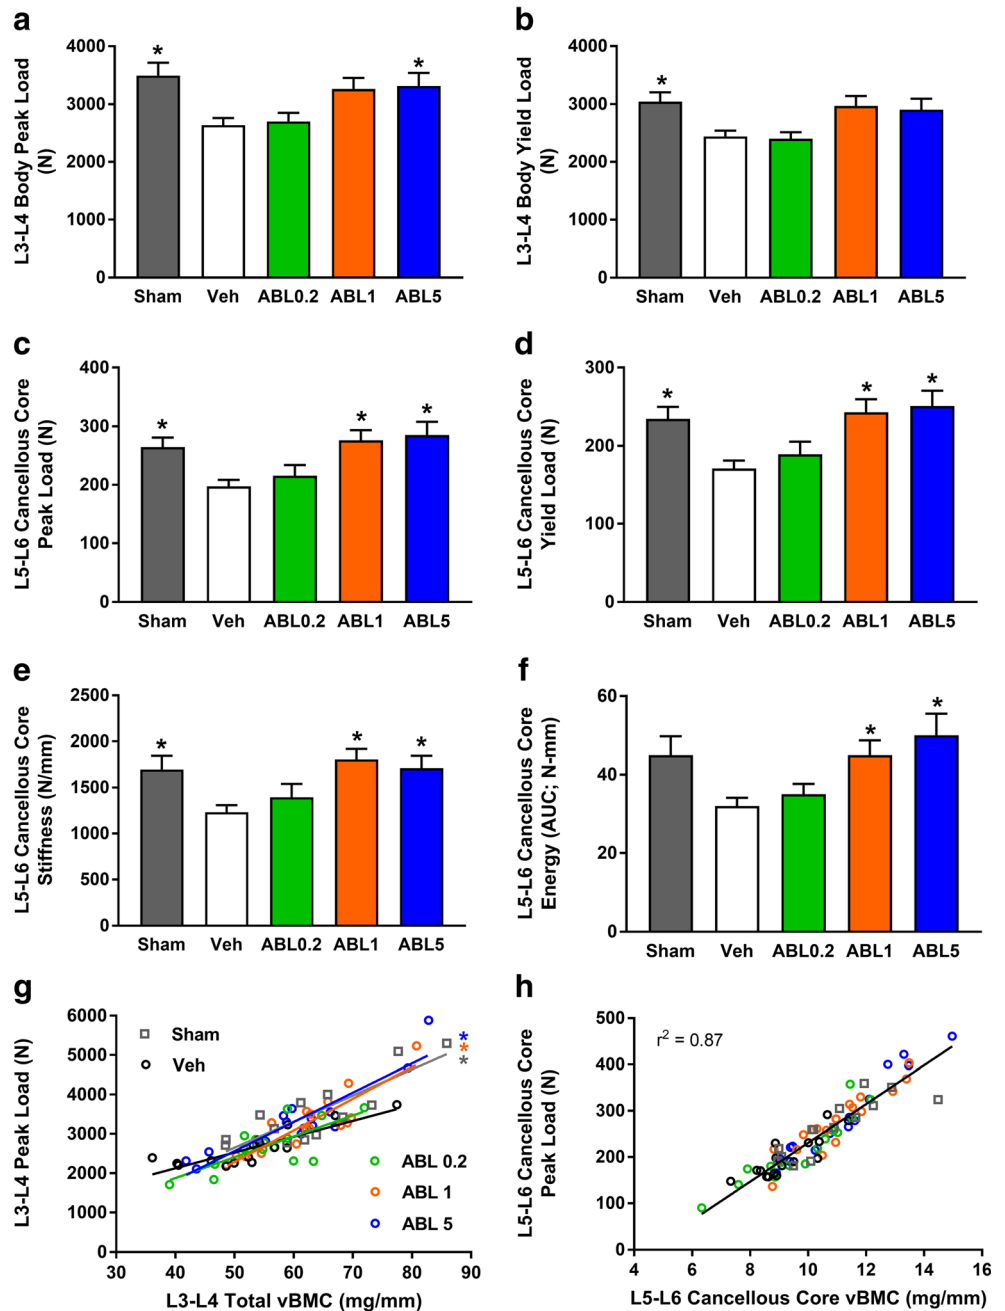 a
L3-L4 Body Peak Load
(N)
4000
3000
2000
1000
0
*
*
Sham Veh ABL0.2 ABL1 ABL5
b
L3-L4 Body Yield Load
(N)
4000
3000
2000
1000
0
*
Sham Veh ABL0.2 ABL1 ABL5
c
L5-L6 Cancellous Core
Peak Load (N)
400
300
200
100
0
* * *
Sham Veh ABL0.2 ABL1 ABL5
d
L5-L6 Cancellous Core
Yield Load (N)
300
200
100
0
* * *
Sham Veh ABL0.2 ABL1 ABL5
e
L5-L6 Cancellous Core
Stiffness (N/mm)
2500
2000
1500
1000
500
0
* * *
Sham Veh ABL0.2 ABL1 ABL5
f
L5-L6 Cancellous Core
Energy (AUC; N-mm)
60
40
20
0
* *
Sham Veh ABL0.2 ABL1 ABL5
g
L3-L4 Peak Load (N)
6000
5000
4000
3000
2000
1000
0
Sham
Veh
*
*
*
ABL 0.2
ABL 1
ABL 5
30 40 50 60 70 80 90
L3-L4 Total vBMC (mg/mm)
h
L5-L6 Cancellous Core
Peak Load (N)
500
400
300
200
100
0
r² = 0.87
4 6 8 10 12 14 16
L5-L6 Cancellous Core vBMC (mg/mm)